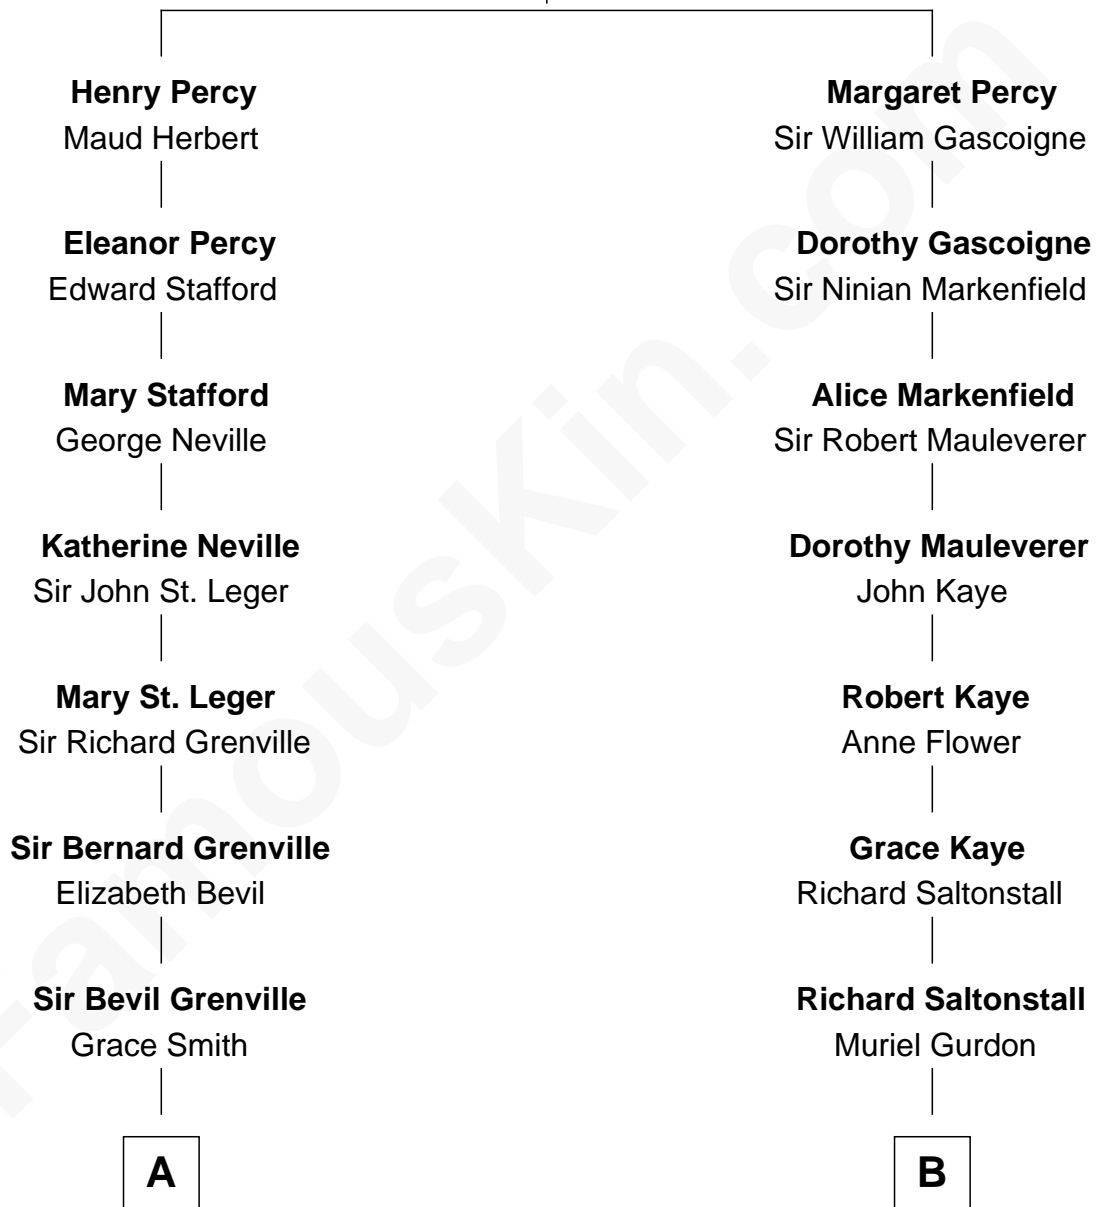 Henry Percy
Maud Herbert
Eleanor Percy
Edward Stafford
Mary Stafford
George Neville
Katherine Neville
Sir John St. Leger
Mary St. Leger
Sir Richard Grenville
Sir Bernard Grenville
Elizabeth Bevil
Sir Bevil Grenville
Grace Smith
A
Margaret Percy
Sir William Gascoigne
Dorothy Gascoigne
Sir Ninian Markenfield
Alice Markenfield
Sir Robert Mauleverer
Dorothy Mauleverer
John Kaye
Robert Kaye
Anne Flower
Grace Kaye
Richard Saltonstall
Richard Saltonstall
Muriel Gurdon
B
FamousKin.com